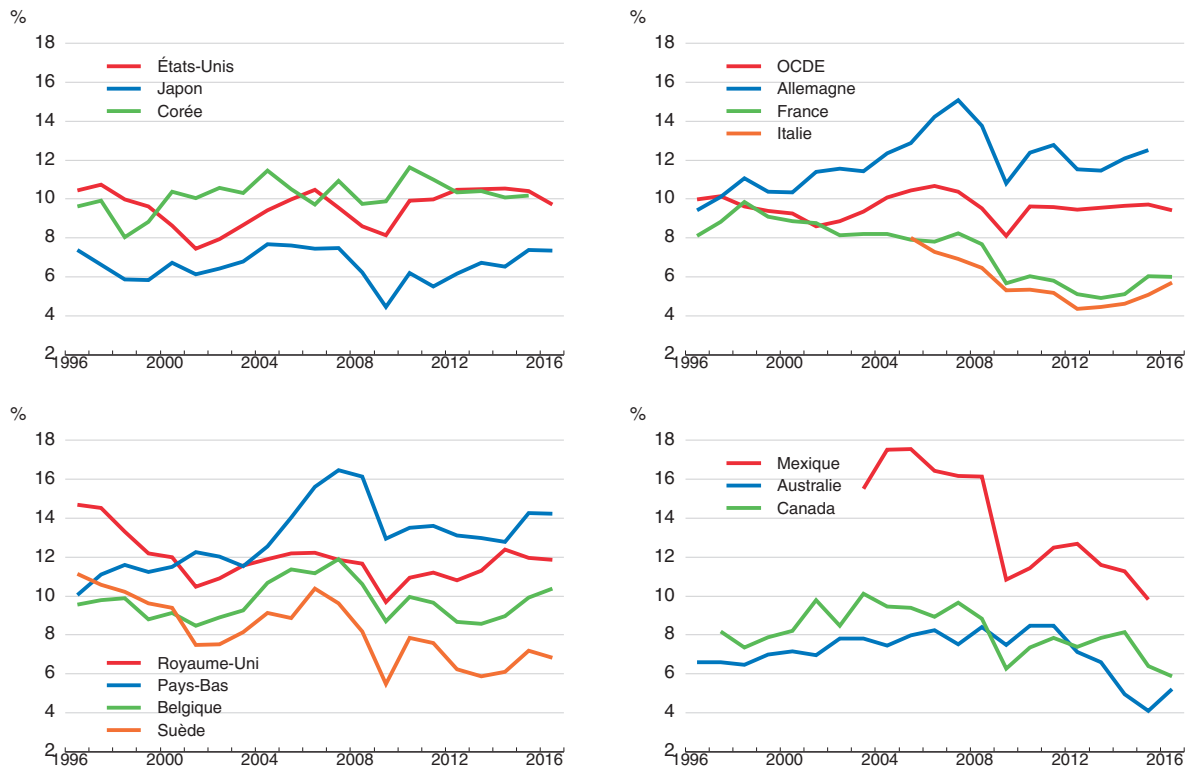 %
18
16
14
12
10
8
6
4
2
États-Unis
Japon
Corée
1996 2000 2004 2008 2012 2016
%
18
16
14
12
10
8
6
4
2
OCDE
Allemagne
France
Italie
1996 2000 2004 2008 2012 2016
%
18
16
14
12
10
8
6
4
2
Royaume-Uni
Pays-Bas
Belgique
Suède
1996 2000 2004 2008 2012 2016
%
18
16
14
12
10
8
6
4
2
Mexique
Australie
Canada
1996 2000 2004 2008 2012 2016